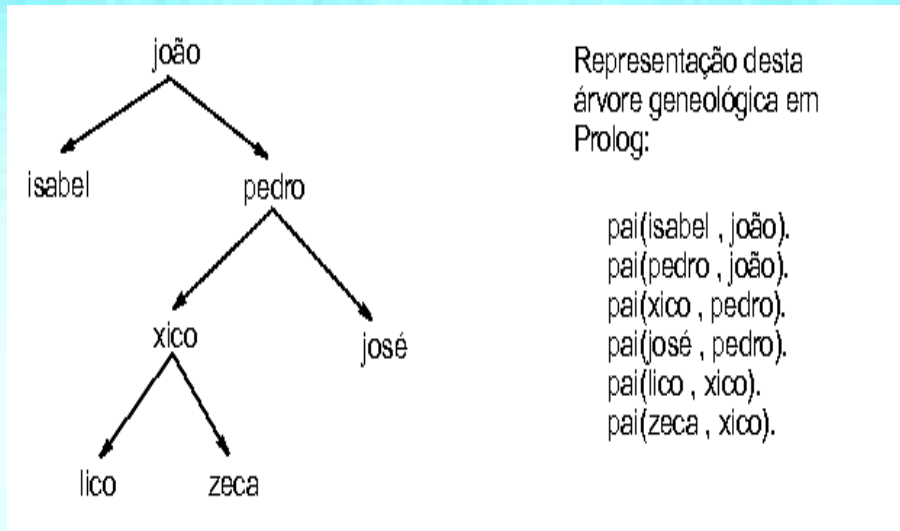 joão
isabel
pedro
xico
josé
lico
zeca
Representação desta
árvore geneológica em
Prolog:
pai(isabel , joão).
pai(pedro , joão).
pai(xico , pedro).
pai(josé , pedro).
pai(lico , xico).
pai(zeca , xico).